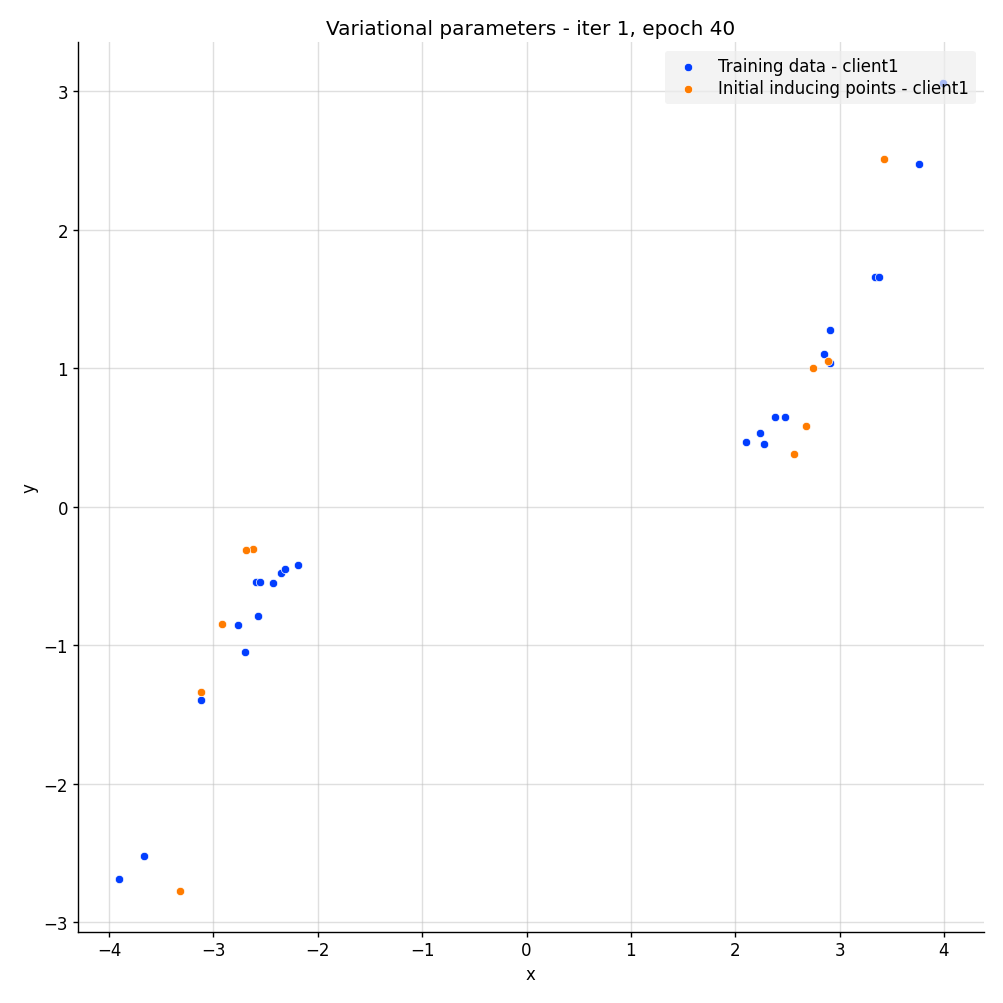 Variational parameters - iter 1, epoch 40
Training data - client1
Initial inducing points - client1
3
2
1
0
−1
−2
−3
y
−4 −3 −2 −1 0 1 2 3 4
x